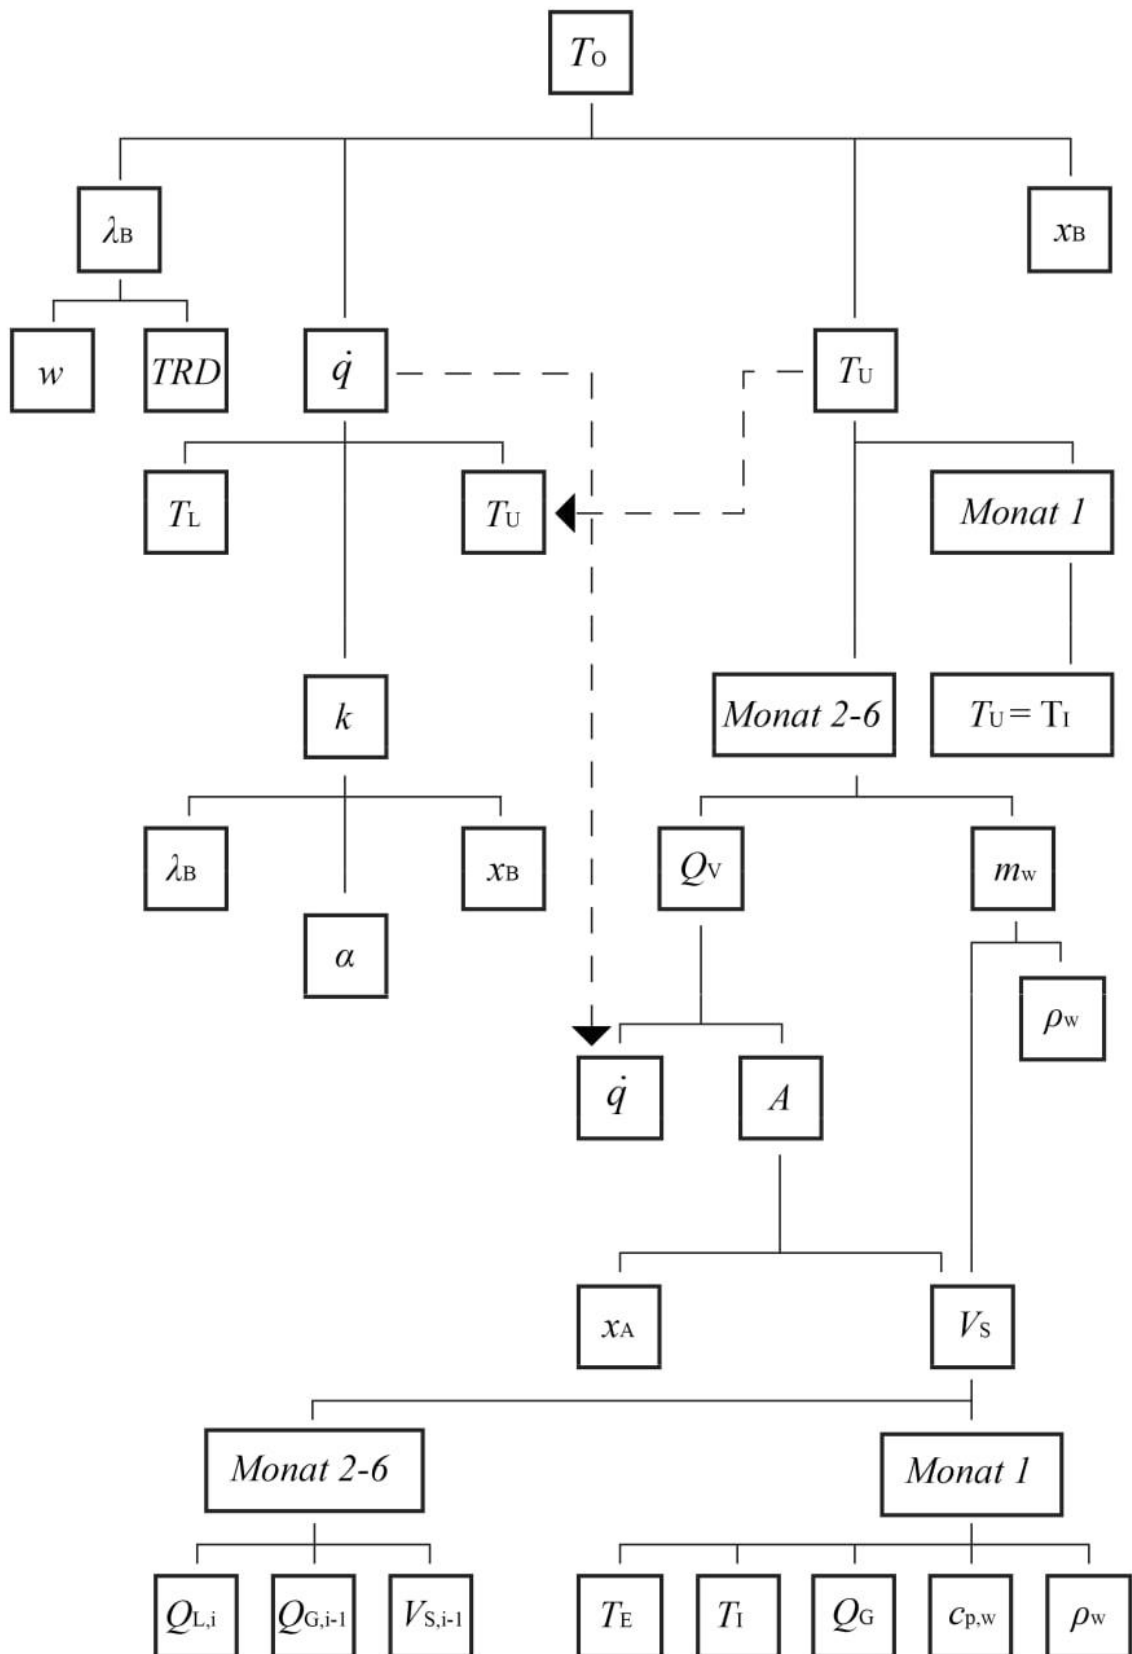 TO
λB
xB
w
TRD
q̇
TU
TL
TU
Monat 1
k
Monat 2-6
TU = TI
λB
xB
QV
mw
α
ρw
q̇
A
xA
VS
Monat 2-6
Monat 1
QL,i
QG,i-1
VS,i-1
TE
TI
QG
cp,w
ρw